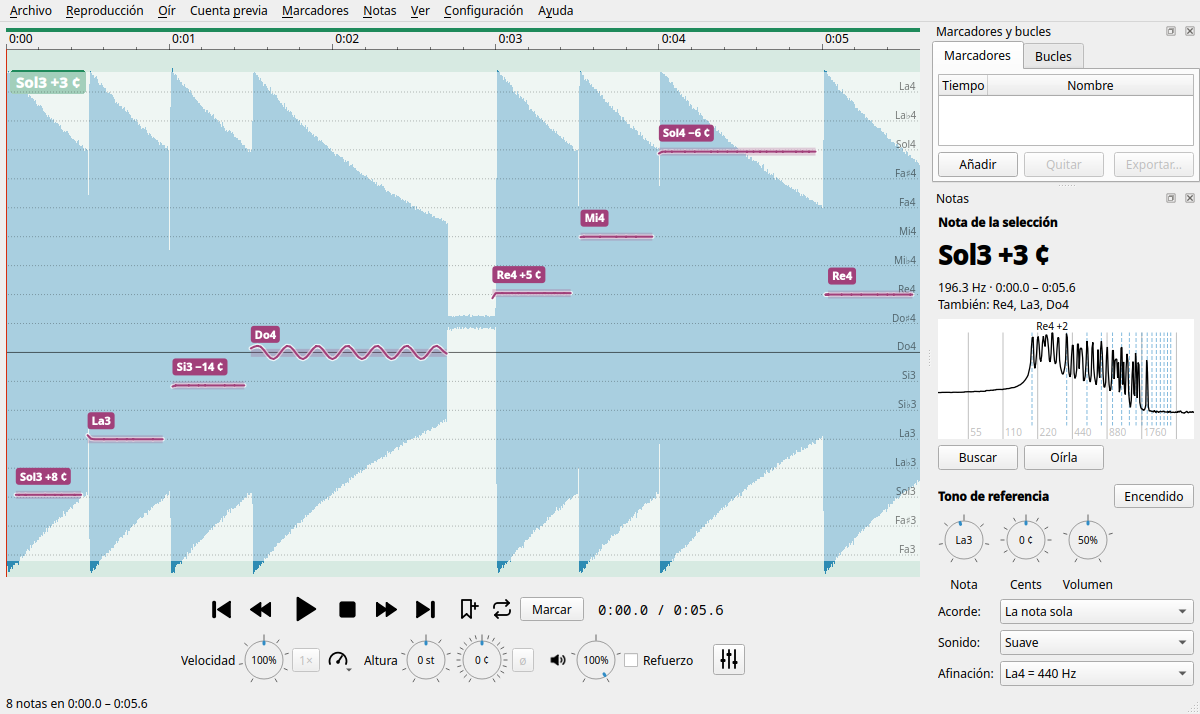 Archivo Reproducción Oír Cuenta previa Marcadores Notas Ver Configuración Ayuda
0:00 0:01 0:02 0:03 0:04 0:05
Sol3 +3 ¢
La4
La♭4
Sol4
Fa♯4
Fa4
Mi4
Mi♭4
Re4
Do♯4
Do4
Si3
Si♭3
La3
La♭3
Sol3
Fa♯3
Fa3
Sol3 +8 ¢
La3
Si3 −14 ¢
Do4
Re4 +5 ¢
Mi4
Sol4 −6 ¢
Re4
Marcar 0:00.0 / 0:05.6
Velocidad 100% 1× Altura 0 st 0 ¢ ø 100% Refuerzo
8 notas en 0:00.0 – 0:05.6
Marcadores y bucles
Marcadores Bucles
Tiempo Nombre
Añadir Quitar Exportar...
Notas
Nota de la selección
Sol3 +3 ¢
196.3 Hz · 0:00.0 – 0:05.6
También: Re4, La3, Do4
Re4 +2
55 110 220 440 880 1760
Buscar Oírla
Tono de referencia Encendido
La3 0 ¢ 50%
Nota Cents Volumen
Acorde: La nota sola
Sonido: Suave
Afinación: La4 = 440 Hz